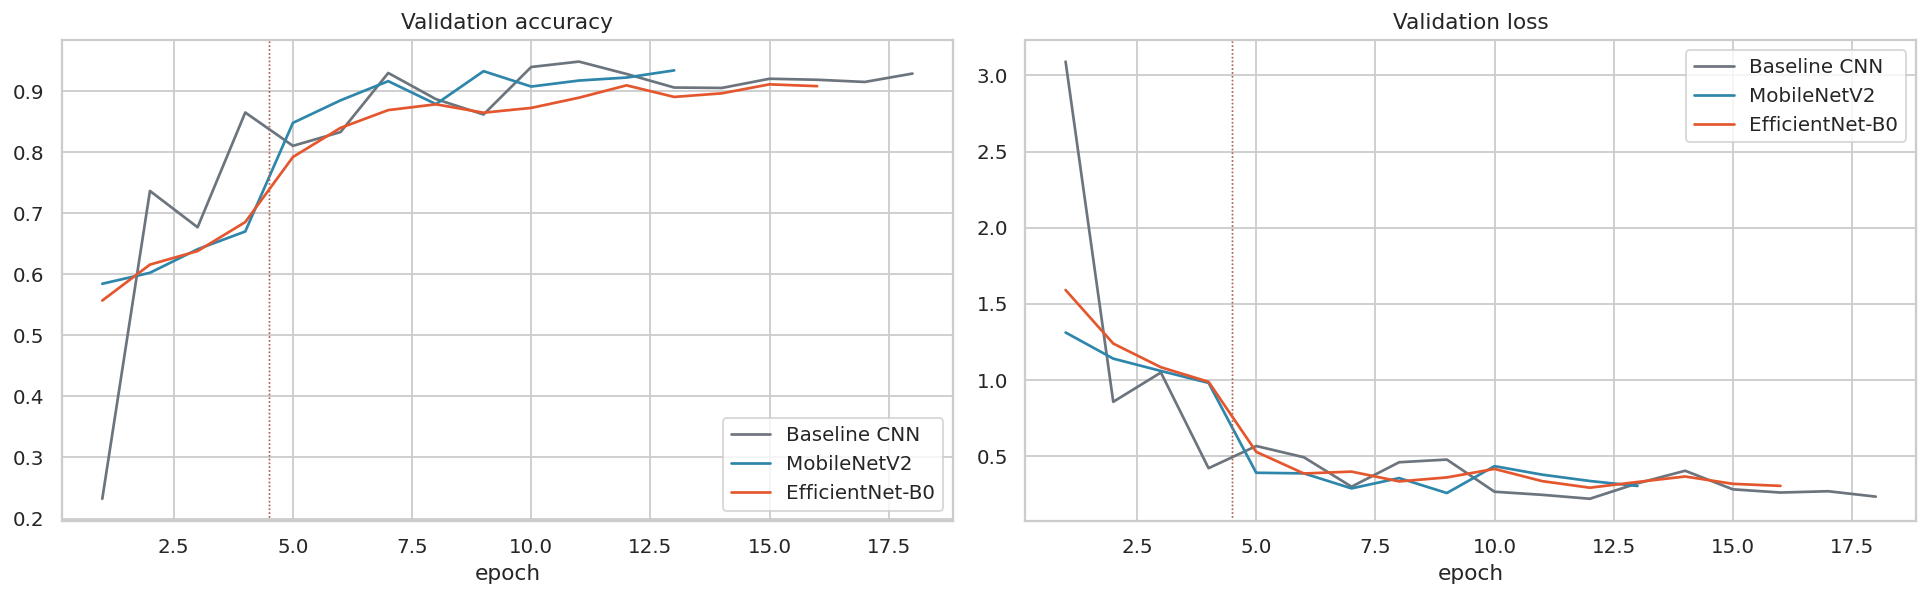 Validation accuracy
0.9
0.8
0.7
0.6
0.5
0.4
0.3
0.2
2.5 5.0 7.5 10.0 12.5 15.0 17.5
epoch
Baseline CNN
MobileNetV2
EfficientNet-B0
Validation loss
3.0
2.5
2.0
1.5
1.0
0.5
2.5 5.0 7.5 10.0 12.5 15.0 17.5
epoch
Baseline CNN
MobileNetV2
EfficientNet-B0